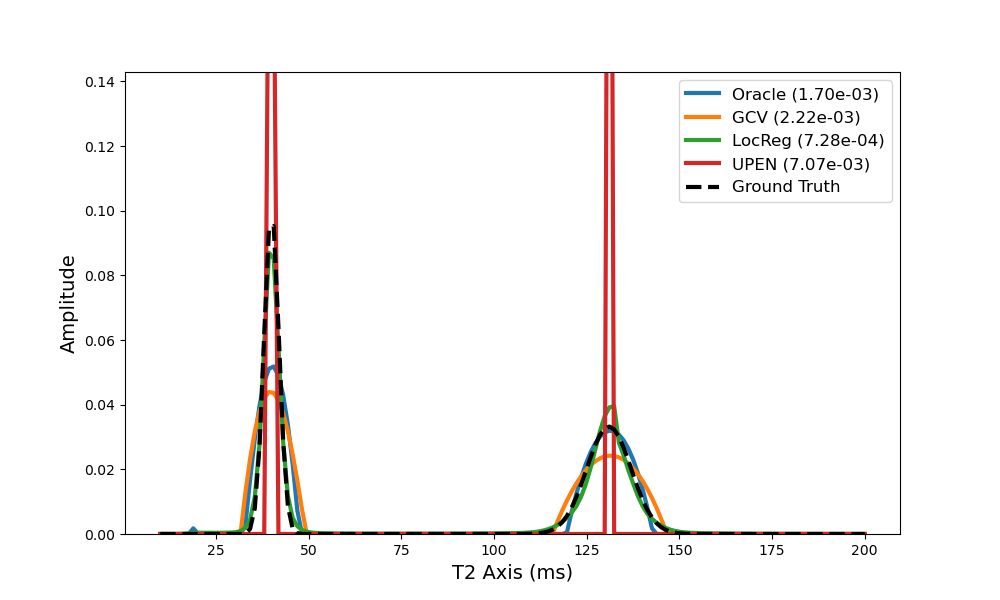 0.14
0.12
0.10
0.08
0.06
0.04
0.02
0.00
Amplitude
Oracle (1.70e-03)
GCV (2.22e-03)
LocReg (7.28e-04)
UPEN (7.07e-03)
Ground Truth
25 50 75 100 125 150 175 200
T2 Axis (ms)